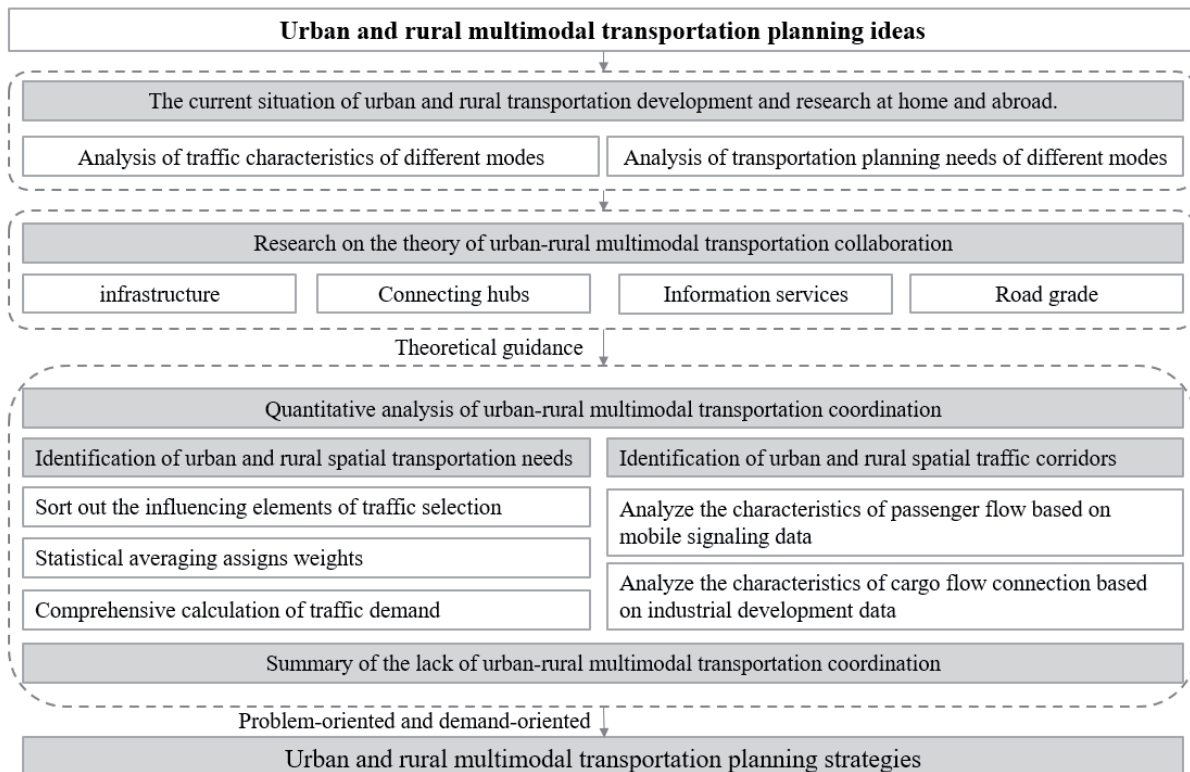 Urban and rural multimodal transportation planning ideas
The current situation of urban and rural transportation development and research at home and abroad.
Analysis of traffic characteristics of different modes
Analysis of transportation planning needs of different modes
Research on the theory of urban-rural multimodal transportation collaboration
infrastructure
Connecting hubs
Information services
Road grade
Theoretical guidance
Quantitative analysis of urban-rural multimodal transportation coordination
Identification of urban and rural spatial transportation needs
Sort out the influencing elements of traffic selection
Statistical averaging assigns weights
Comprehensive calculation of traffic demand
Identification of urban and rural spatial traffic corridors
Analyze the characteristics of passenger flow based on
mobile signaling data
Analyze the characteristics of cargo flow connection based
on industrial development data
Summary of the lack of urban-rural multimodal transportation coordination
Problem-oriented and demand-oriented
Urban and rural multimodal transportation planning strategies